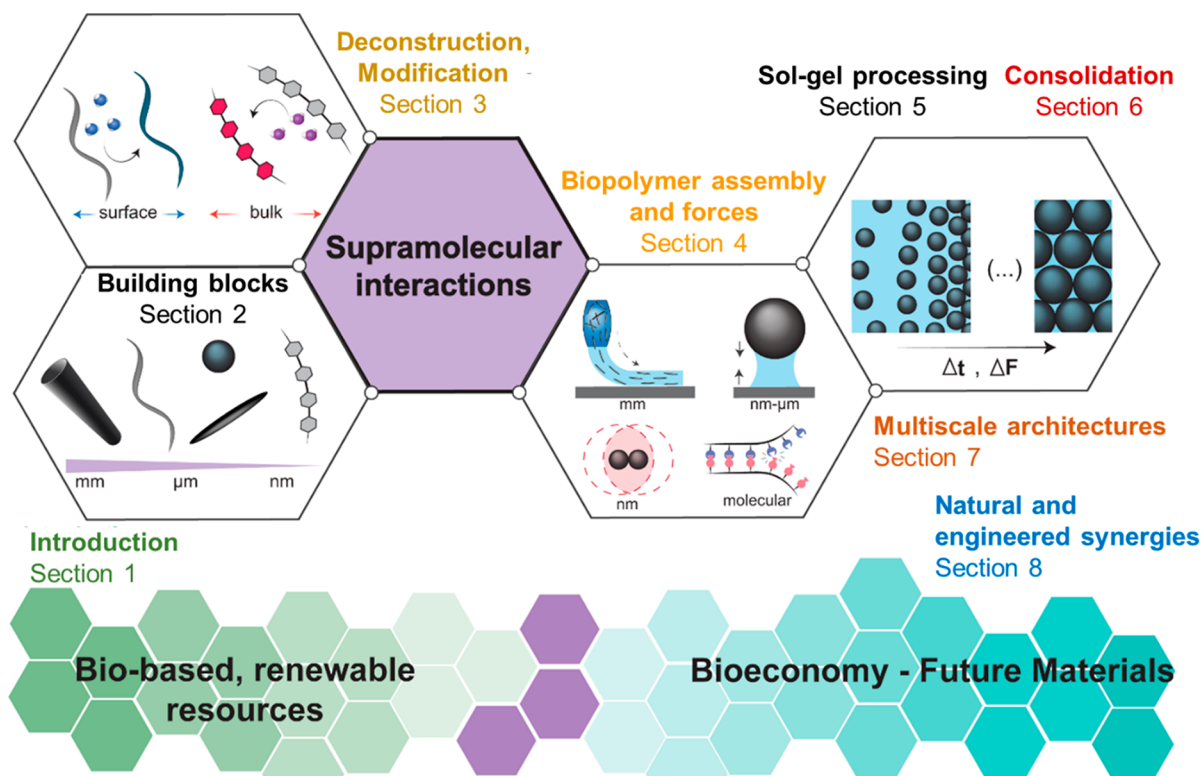 Deconstruction,
Modification
Section 3
surface
bulk
Building blocks
Section 2
mm
µm
nm
Supramolecular
interactions
Biopolymer assembly
and forces
Section 4
mm
nm-µm
nm
molecular
Sol-gel processing
Section 5
Consolidation
Section 6
(...)
Δt , ΔF
Multiscale architectures
Section 7
Natural and
engineered synergies
Section 8
Introduction
Section 1
Bio-based, renewable
resources
Bioeconomy - Future Materials